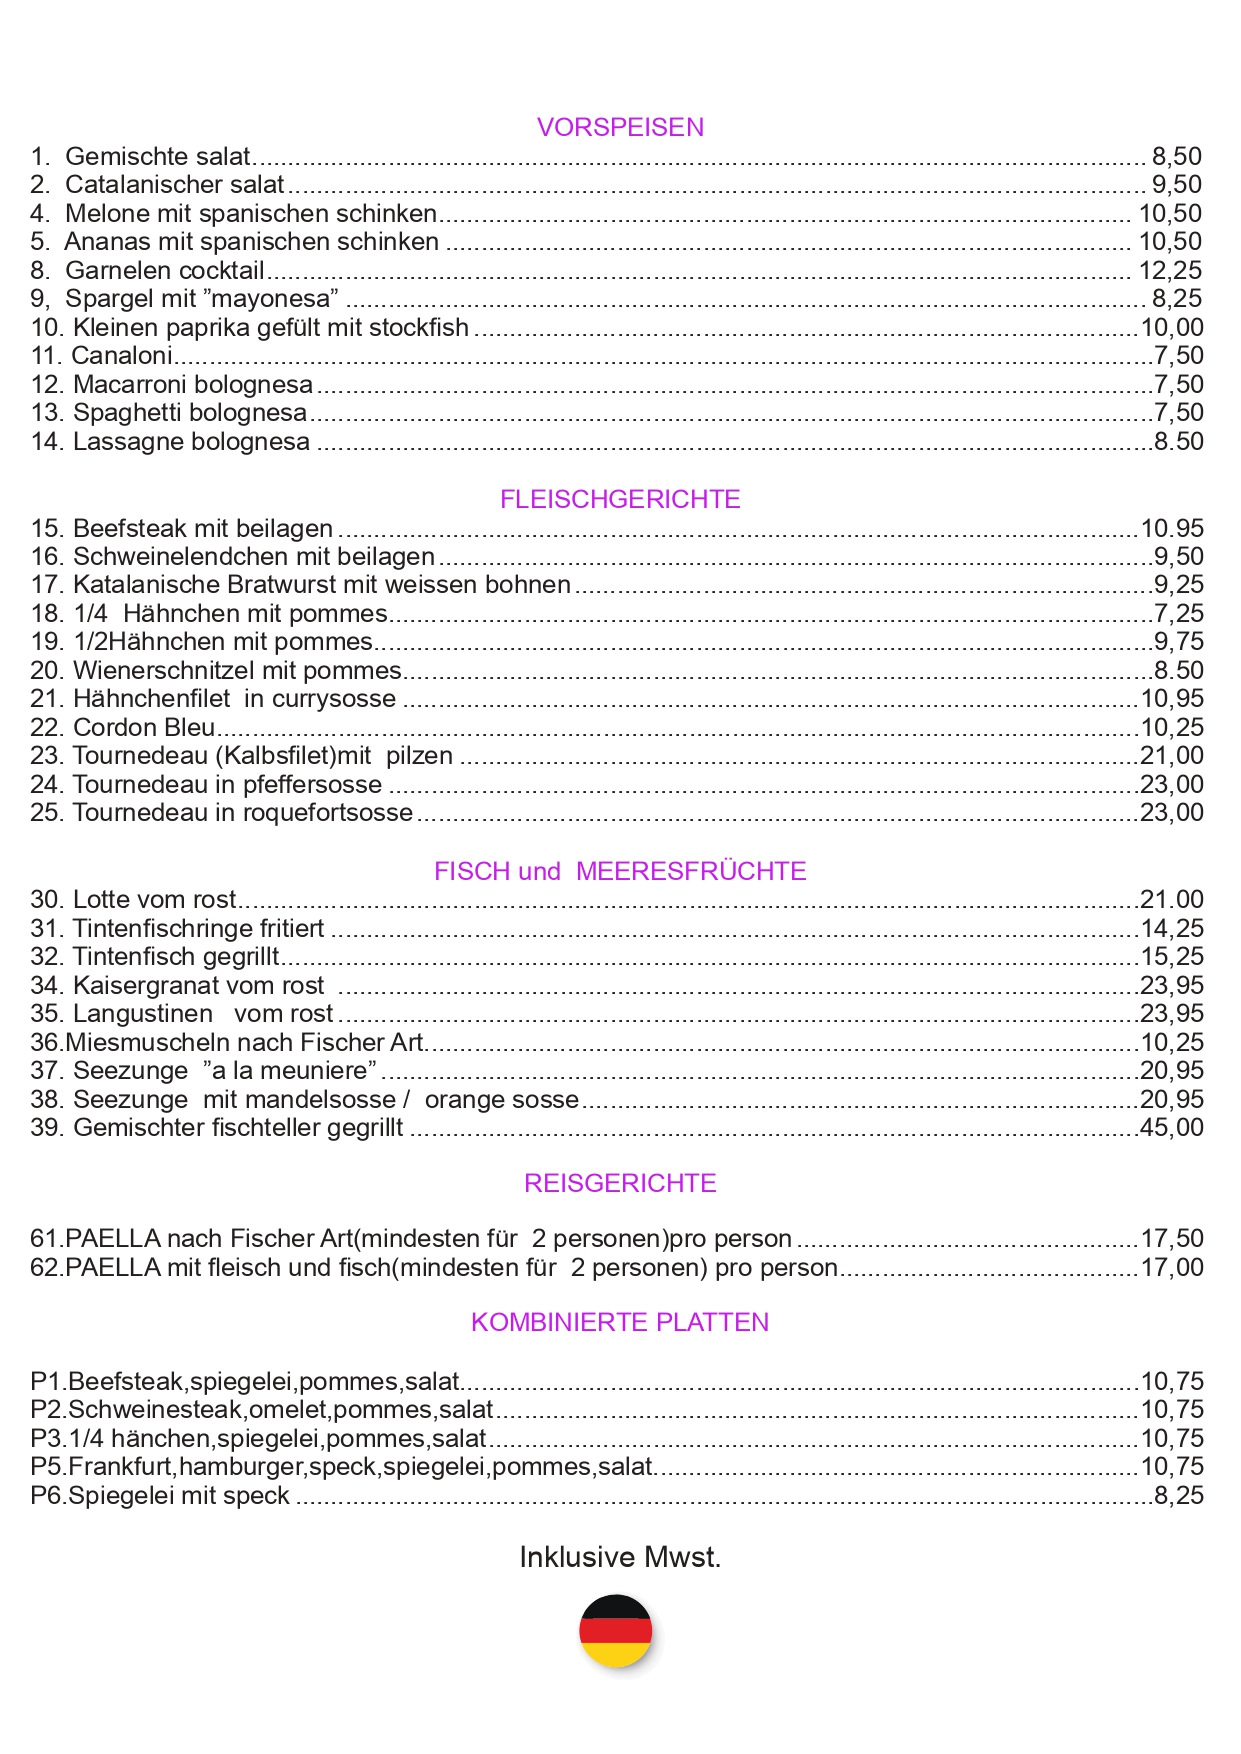 VORSPEISEN
1. Gemischte salat........ 8,50
2. Catalanischer salat........ 9,50
4. Melone mit spanischen schinken........ 10,50
5. Ananas mit spanischen schinken ........ 10,50
8. Garnelen cocktail........ 12,25
9, Spargel mit ”mayonesa” ........ 8,25
10. Kleinen paprika gefült mit stockfish ........10,00
11. Canaloni........7,50
12. Macarroni bolognesa........7,50
13. Spaghetti bolognesa........7,50
14. Lassagne bolognesa ........8.50
FLEISCHGERICHTE
15. Beefsteak mit beilagen ........10.95
16. Schweinelendchen mit beilagen........9,50
17. Katalanische Bratwurst mit weissen bohnen........9,25
18. 1/4 Hähnchen mit pommes........7,25
19. 1/2Hähnchen mit pommes........9,75
20. Wienerschnitzel mit pommes........8.50
21. Hähnchenfilet in currysosse ........10,95
22. Cordon Bleu........10,25
23. Tournedeau (Kalbsfilet)mit pilzen ........21,00
24. Tournedeau in pfeffersosse ........23,00
25. Tournedeau in roquefortsosse........23,00
FISCH und MEERESFRÜCHTE
30. Lotte vom rost........21.00
31. Tintenfischringe fritiert ........14,25
32. Tintenfisch gegrillt........15,25
34. Kaisergranat vom rost ........23,95
35. Langustinen vom rost ........23,95
36.Miesmuscheln nach Fischer Art........10,25
37. Seezunge ”a la meuniere” ........20,95
38. Seezunge mit mandelsosse / orange sosse........20,95
39. Gemischter fischteller gegrillt ........45,00
REISGERICHTE
61.PAELLA nach Fischer Art(mindesten für 2 personen)pro person ........17,50
62.PAELLA mit fleisch und fisch(mindesten für 2 personen) pro person........17,00
KOMBINIERTE PLATTEN
P1.Beefsteak,spiegelei,pommes,salat........10,75
P2.Schweinesteak,omelet,pommes,salat........10,75
P3.1/4 hänchen,spiegelei,pommes,salat........10,75
P5.Frankfurt,hamburger,speck,spiegelei,pommes,salat........10,75
P6.Spiegelei mit speck ........8,25
Inklusive Mwst.